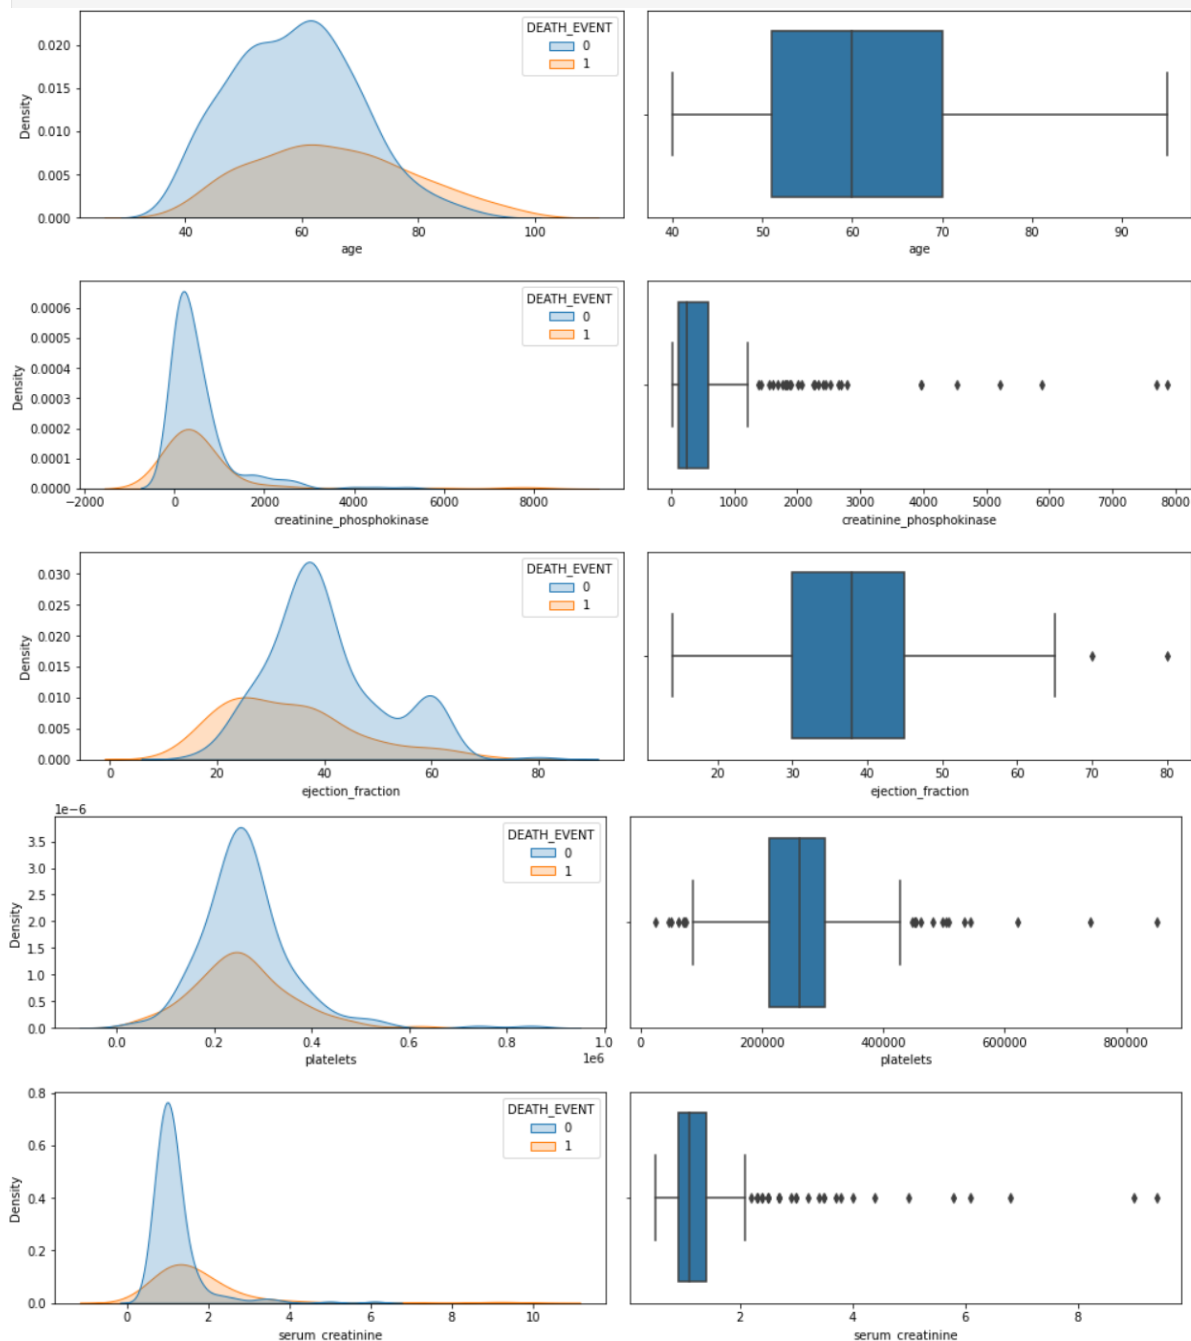 DEATH_EVENT
0
1
0.020
0.015
0.010
0.005
0.000
Density
40 60 80 100
age
40 50 60 70 80 90
age
DEATH_EVENT
0
1
0.0006
0.0005
0.0004
0.0003
0.0002
0.0001
0.0000
Density
−2000 0 2000 4000 6000 8000
creatinine_phosphokinase
0 1000 2000 3000 4000 5000 6000 7000 8000
creatinine_phosphokinase
DEATH_EVENT
0
1
0.030
0.025
0.020
0.015
0.010
0.005
0.000
Density
0 20 40 60 80
ejection_fraction
20 30 40 50 60 70 80
ejection_fraction
1e−6
DEATH_EVENT
0
1
3.5
3.0
2.5
2.0
1.5
1.0
0.5
0.0
Density
0.0 0.2 0.4 0.6 0.8 1.0
platelets
1e6
0 200000 400000 600000 800000
platelets
DEATH_EVENT
0
1
0.8
0.6
0.4
0.2
0.0
Density
0 2 4 6 8 10
serum_creatinine
2 4 6 8
serum_creatinine